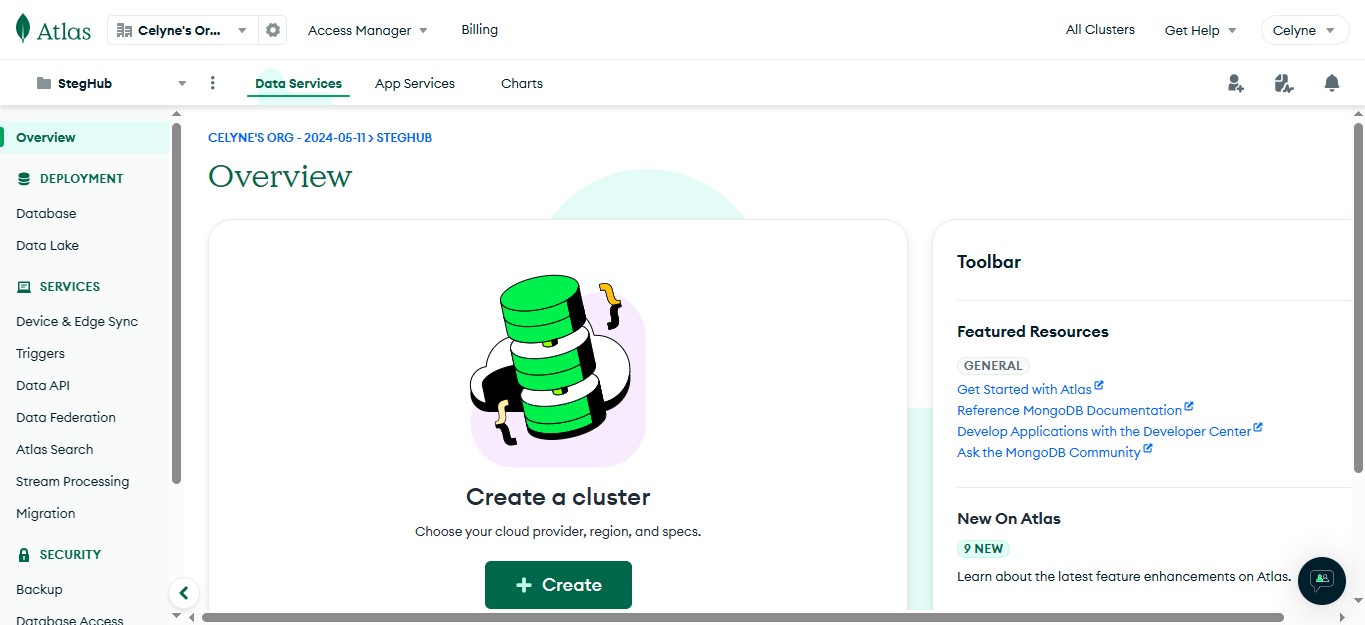 Atlas
Celyne's Or...
Access Manager
Billing
All Clusters
Get Help
Celyne
StegHub
Data Services
App Services
Charts
Overview
DEPLOYMENT
Database
Data Lake
SERVICES
Device & Edge Sync
Triggers
Data API
Data Federation
Atlas Search
Stream Processing
Migration
SECURITY
Backup
Database Access
CELYNE'S ORG - 2024-05-11 > STEGHUB
Overview
Create a cluster
Choose your cloud provider, region, and specs.
+ Create
Toolbar
Featured Resources
GENERAL
Get Started with Atlas
Reference MongoDB Documentation
Develop Applications with the Developer Center
Ask the MongoDB Community
New On Atlas
9 NEW
Learn about the latest feature enhancements on Atlas.